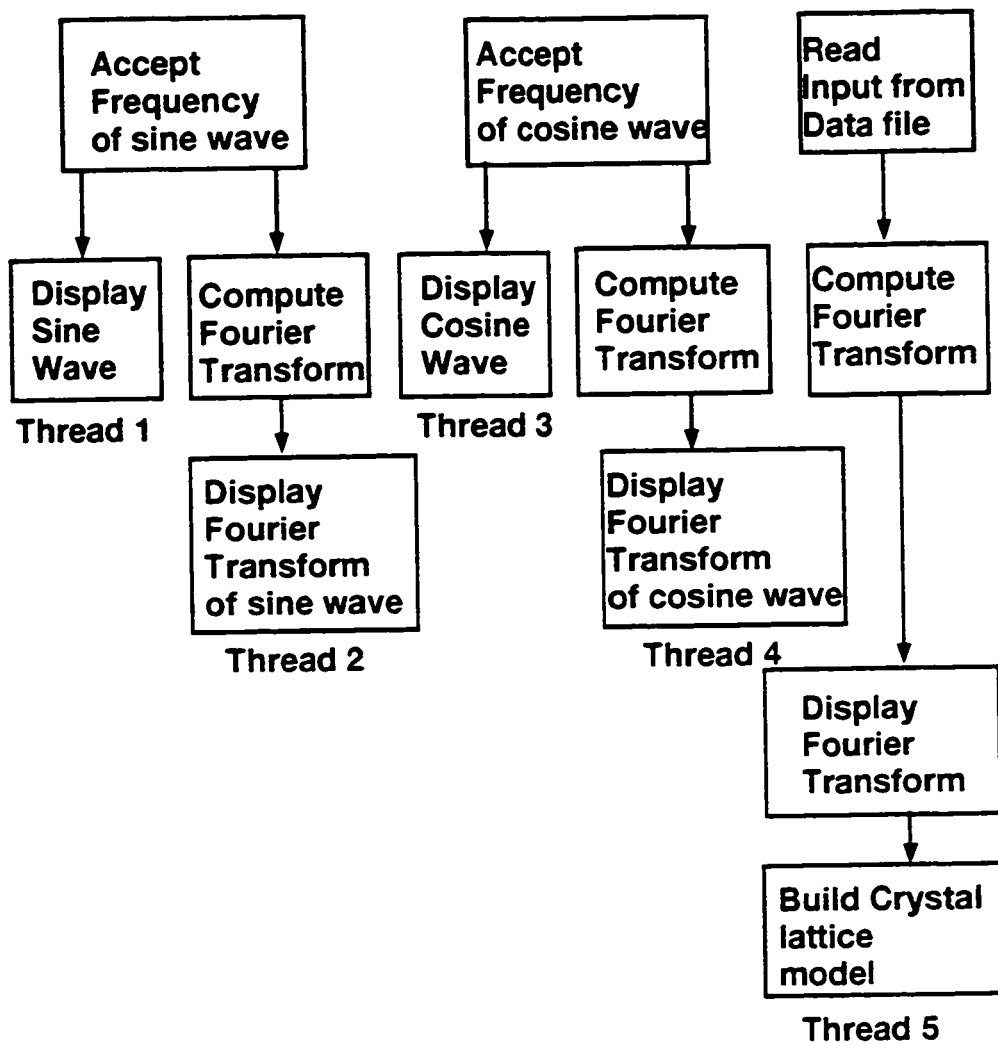 Accept
Frequency
of sine wave
Accept
Frequency
of cosine wave
Read
Input from
Data file
Display
Sine
Wave
Thread 1
Compute
Fourier
Transform
Display
Cosine
Wave
Thread 3
Compute
Fourier
Transform
Compute
Fourier
Transform
Display
Fourier
Transform
of sine wave
Thread 2
Display
Fourier
Transform
of cosine wave
Thread 4
Display
Fourier
Transform
Build Crystal
lattice
model
Thread 5